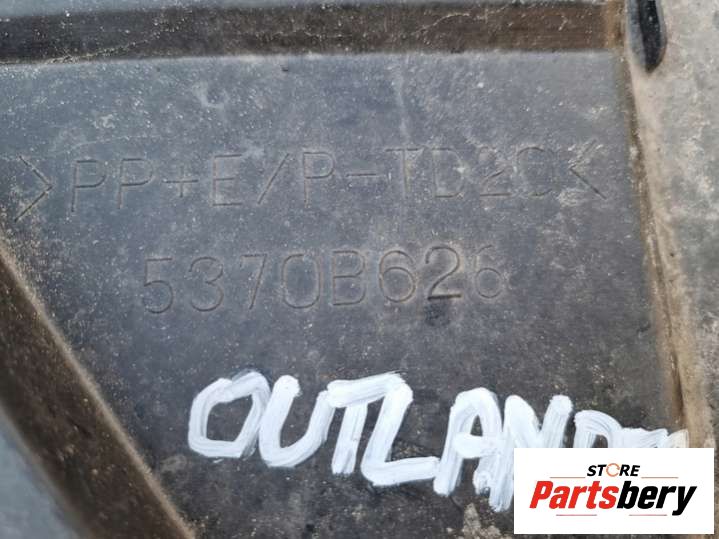 >PP+E/P-TD20<
5370B626
OUTLAND
STORE
Partsbery